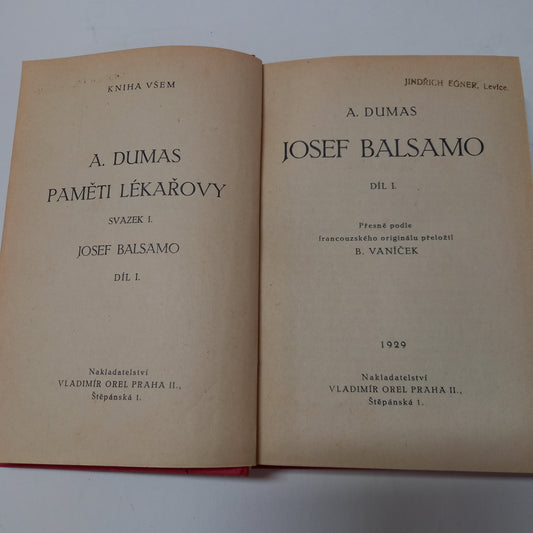 KNIHA VŠEM
A. DUMAS
PAMĚTI LÉKAŘOVY
SVAZEK I.
JOSEF BALSAMO
DÍL I.
Nakladatelství
VLADIMÍR OREL PRAHA II.,
Štěpánská 1.
JINDŘICH EGNER, Levice.
A. DUMAS
JOSEF BALSAMO
DÍL I.
Přesně podle
francouzského originálu přeložil
B. VANÍČEK
1929
Nakladatelství
VLADIMÍR OREL PRAHA II.,
Štěpánská 1.